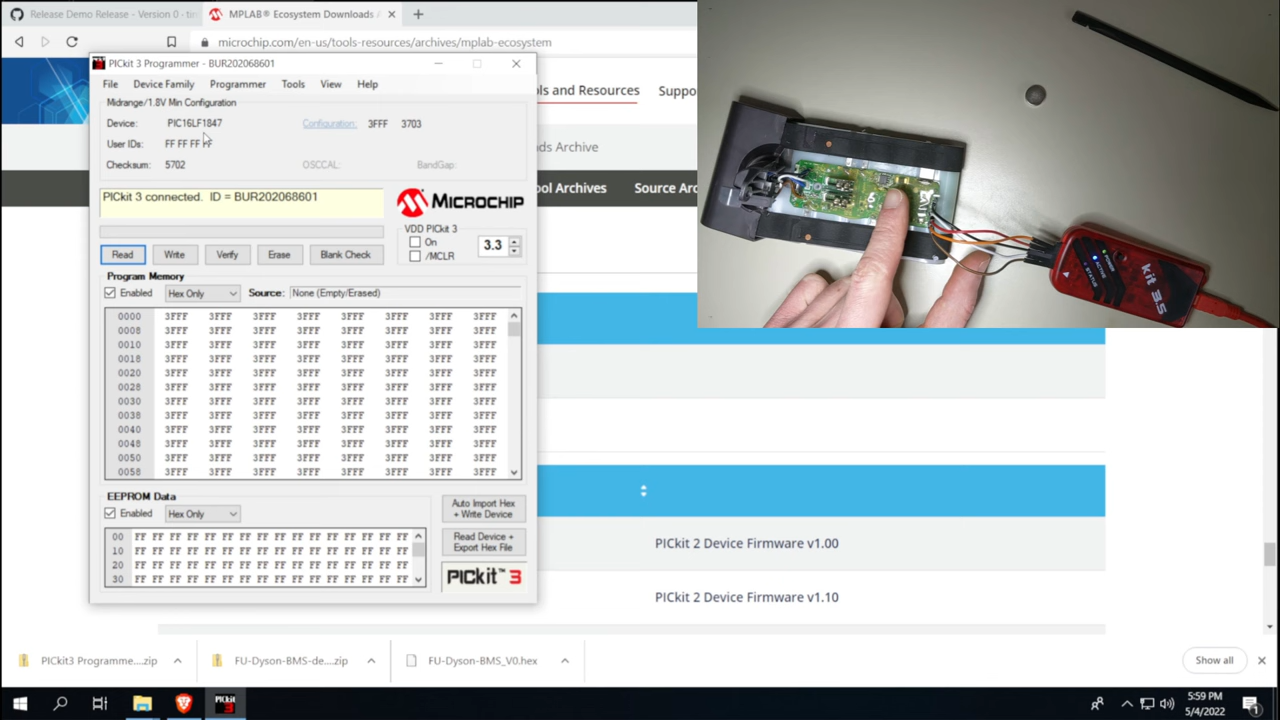 Release Demo Release - Version 0 · tin
MPLAB® Ecosystem Downloads A
microchip.com/en-us/tools-resources/archives/mplab-ecosystem
PICkit 3 Programmer - BUR202068601
File Device Family Programmer Tools View Help
Midrange/1.8V Min Configuration
Device: PIC16LF1847 Configuration: 3FFF 3703
User IDs: FF FF FF FF
Checksum: 5702 OSCCAL: BandGap:
PICkit 3 connected. ID = BUR202068601
MICROCHIP
VDD PICkit 3
On
/MCLR
3.3
Read Write Verify Erase Blank Check
Program Memory
Enabled Hex Only Source: None (Empty/Erased)
0000 3FFF 3FFF 3FFF 3FFF 3FFF 3FFF 3FFF 3FFF
0008 3FFF 3FFF 3FFF 3FFF 3FFF 3FFF 3FFF 3FFF
0010 3FFF 3FFF 3FFF 3FFF 3FFF 3FFF 3FFF 3FFF
0018 3FFF 3FFF 3FFF 3FFF 3FFF 3FFF 3FFF 3FFF
0020 3FFF 3FFF 3FFF 3FFF 3FFF 3FFF 3FFF 3FFF
0028 3FFF 3FFF 3FFF 3FFF 3FFF 3FFF 3FFF 3FFF
0030 3FFF 3FFF 3FFF 3FFF 3FFF 3FFF 3FFF 3FFF
0038 3FFF 3FFF 3FFF 3FFF 3FFF 3FFF 3FFF 3FFF
0040 3FFF 3FFF 3FFF 3FFF 3FFF 3FFF 3FFF 3FFF
0048 3FFF 3FFF 3FFF 3FFF 3FFF 3FFF 3FFF 3FFF
0050 3FFF 3FFF 3FFF 3FFF 3FFF 3FFF 3FFF 3FFF
0058 3FFF 3FFF 3FFF 3FFF 3FFF 3FFF 3FFF 3FFF
EEPROM Data
Enabled Hex Only
00 FF FF FF FF FF FF FF FF FF FF FF FF FF FF FF FF
10 FF FF FF FF FF FF FF FF FF FF FF FF FF FF FF FF
20 FF FF FF FF FF FF FF FF FF FF FF FF FF FF FF FF
30 FF FF FF FF FF FF FF FF FF FF FF FF FF FF FF FF
Auto Import Hex
+ Write Device
Read Device +
Export Hex File
PICkit™ 3
ols and Resources Suppo
ds Archive
ool Archives Source Arc
kit 3.5
POWER
ACTIVE
STATUS
PICkit 2 Device Firmware v1.00
PICkit 2 Device Firmware v1.10
PICkit3 Programme....zip
FU-Dyson-BMS-de....zip
FU-Dyson-BMS_V0.hex
Show all
PICkit
3
5:59 PM
5/4/2022
1